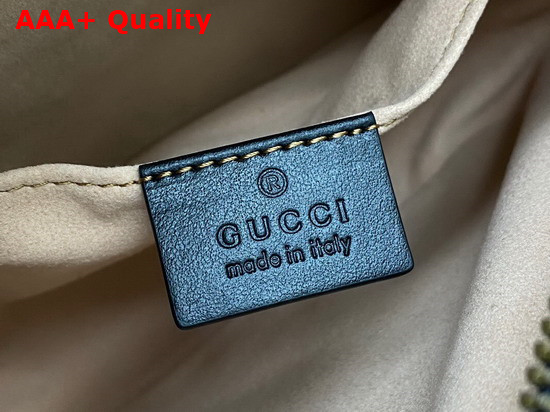 AAA+ Quality
®
GUCCI
made in italy